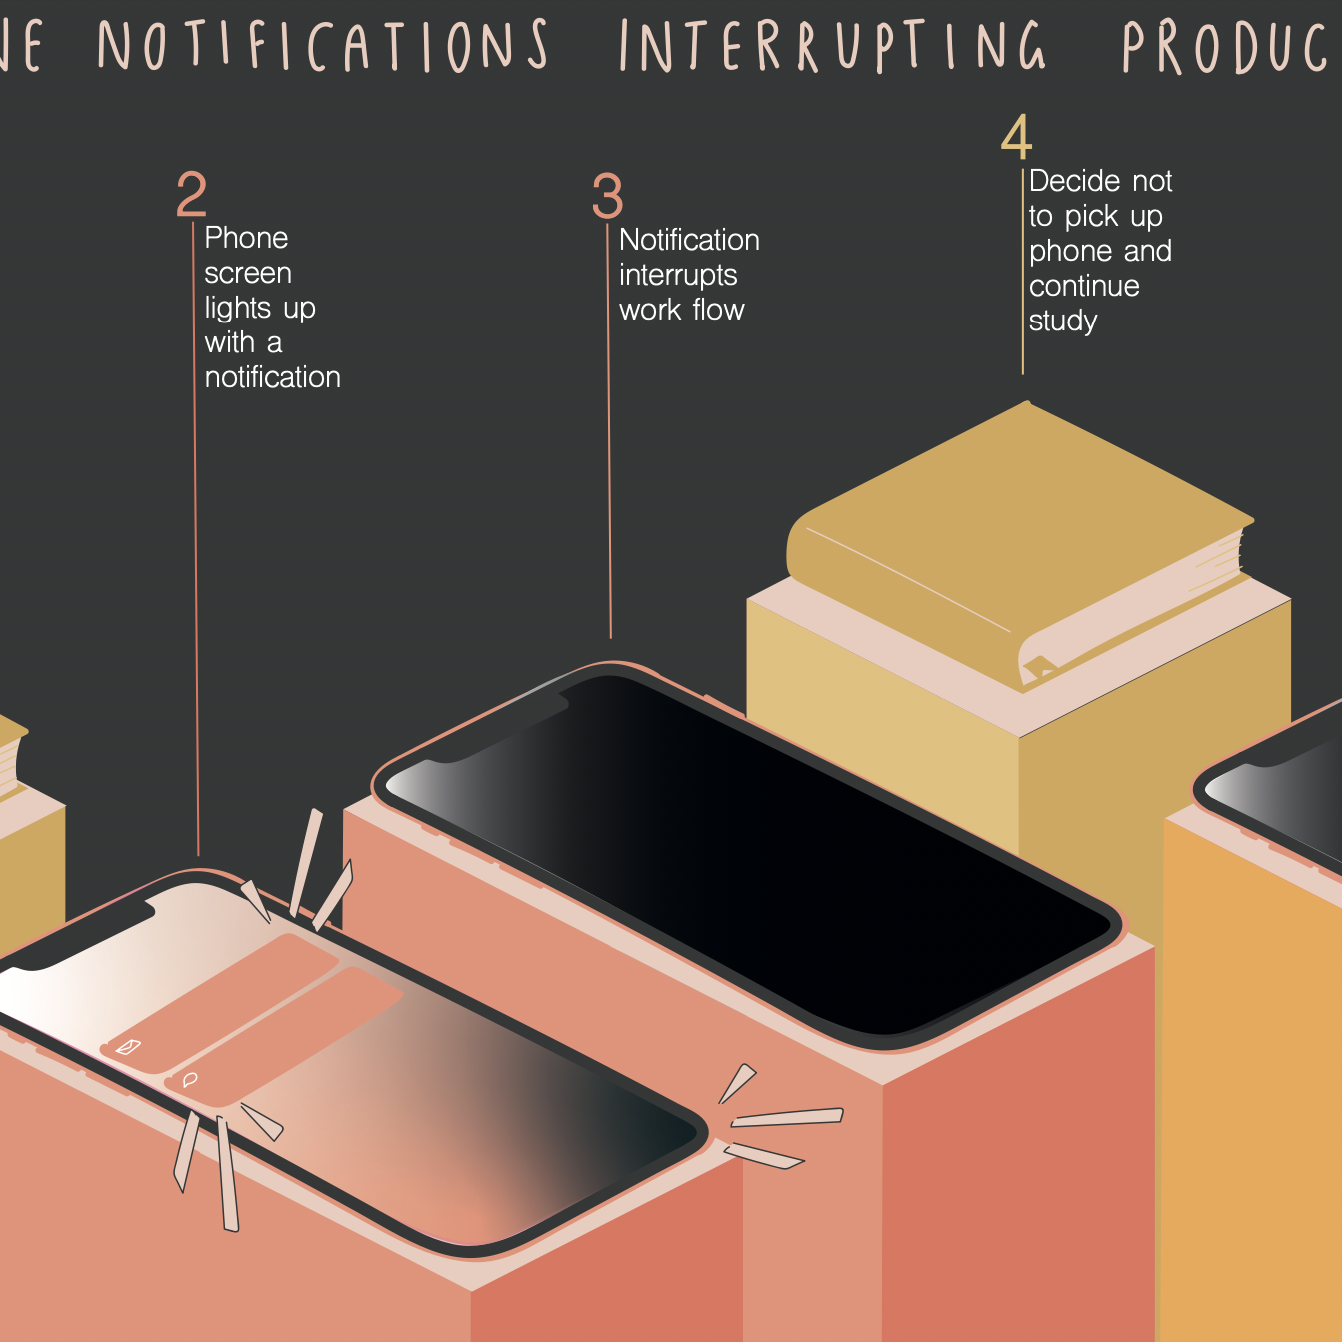 NE NOTIFICATIONS INTERRUPTING PRODUC
2
Phone
screen
lights up
with a
notification
3
Notification
interrupts
work flow
4
Decide not
to pick up
phone and
continue
study